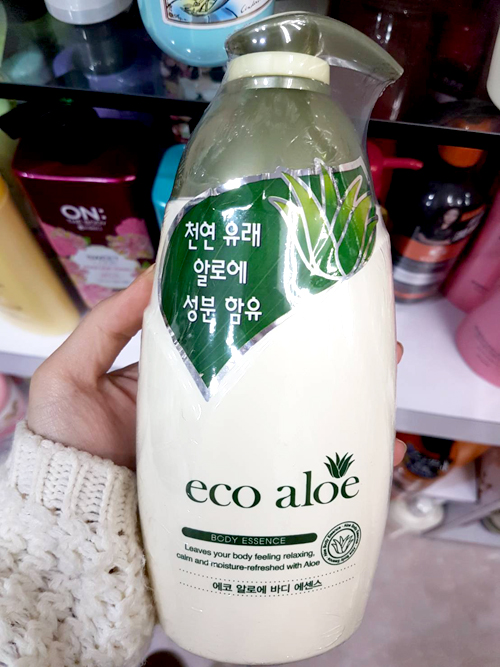 천연 유래
알로에
성분 함유
eco aloe
BODY ESSENCE
Leaves your body feeling relaxing,
calm and moisture-refreshed with Aloe
에코 알로에 바디 에센스
ON: